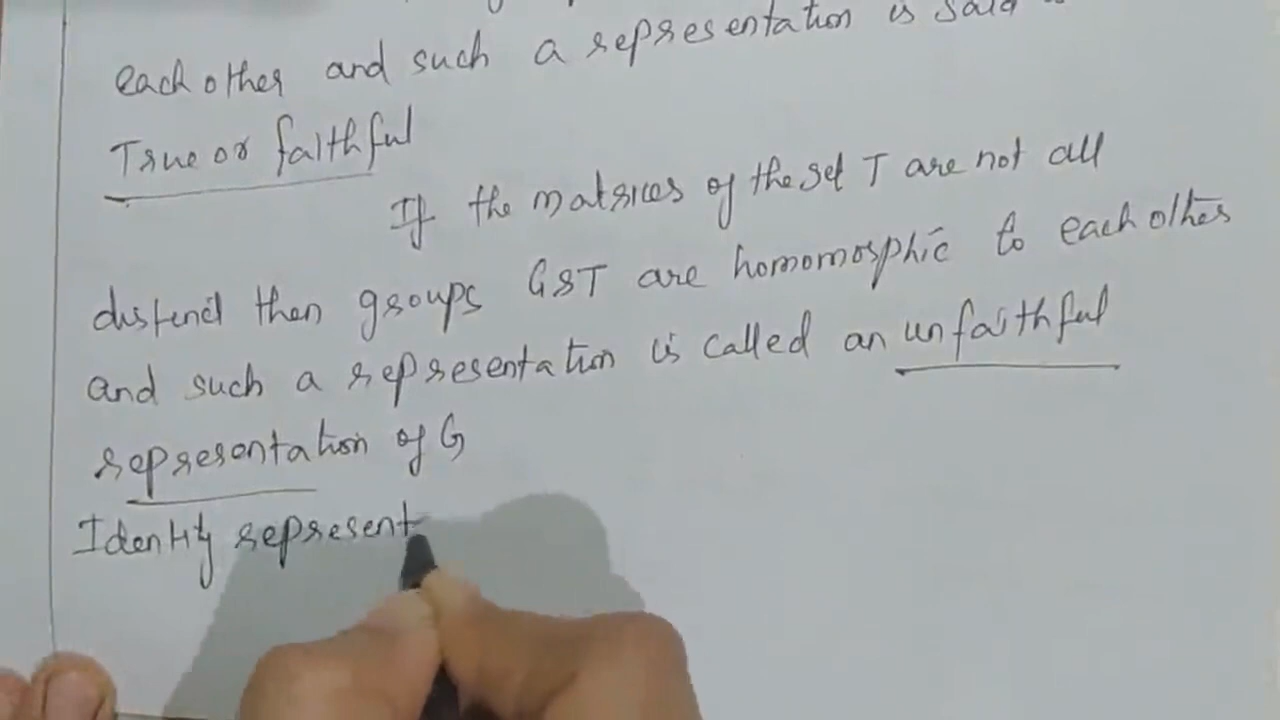 each other and such a representation is said
True or faithful
If the matrices of the set T are not all
distinct then groups G & T are homomorphic to each other
and such a representation is called an unfaithful
representation of G
Identity represent